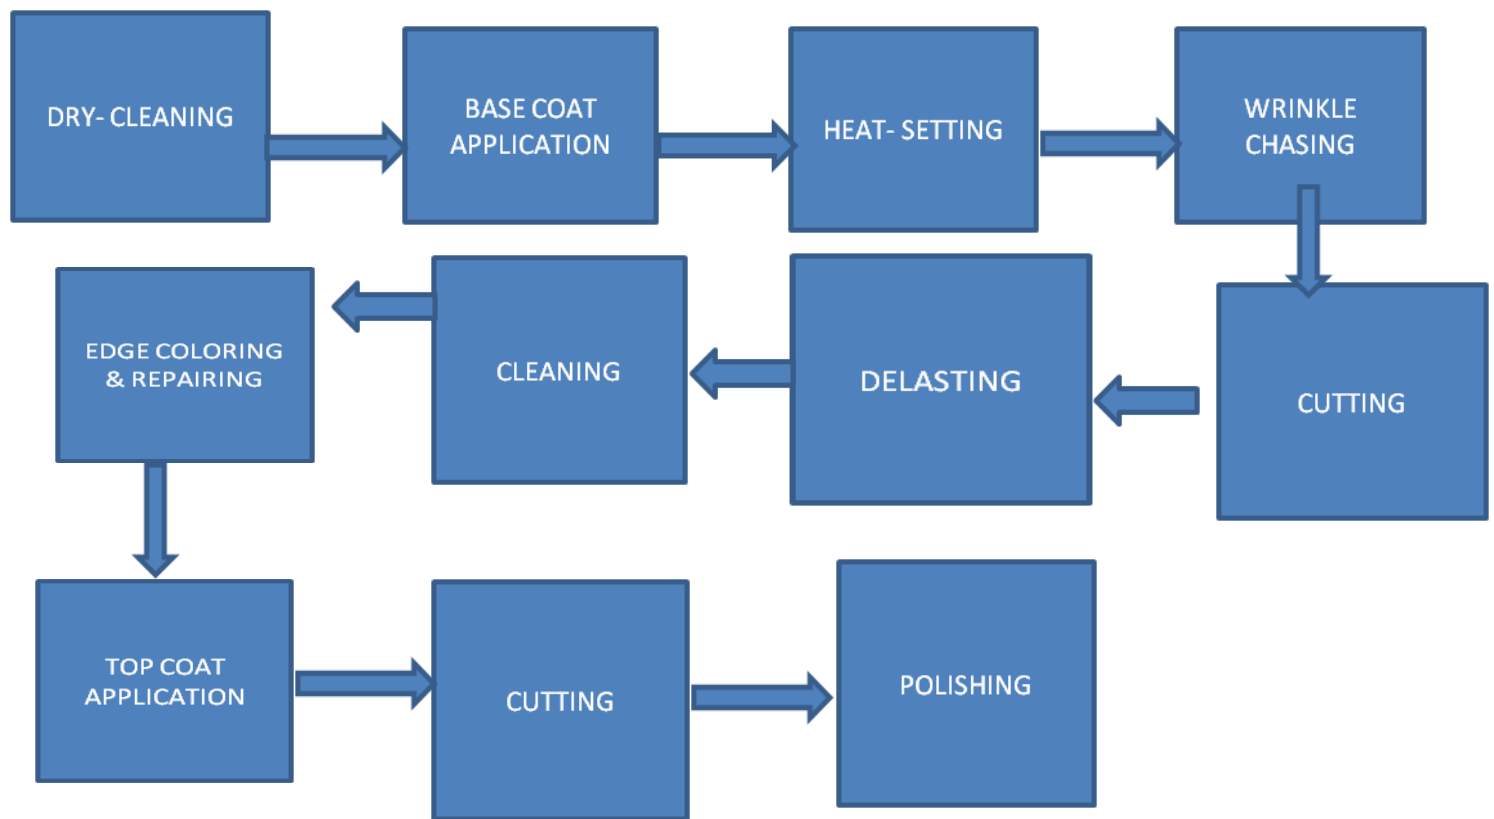 DRY- CLEANING
BASE COAT
APPLICATION
HEAT- SETTING
WRINKLE
CHASING
CUTTING
DELASTING
CLEANING
EDGE COLORING
& REPAIRING
TOP COAT
APPLICATION
CUTTING
POLISHING